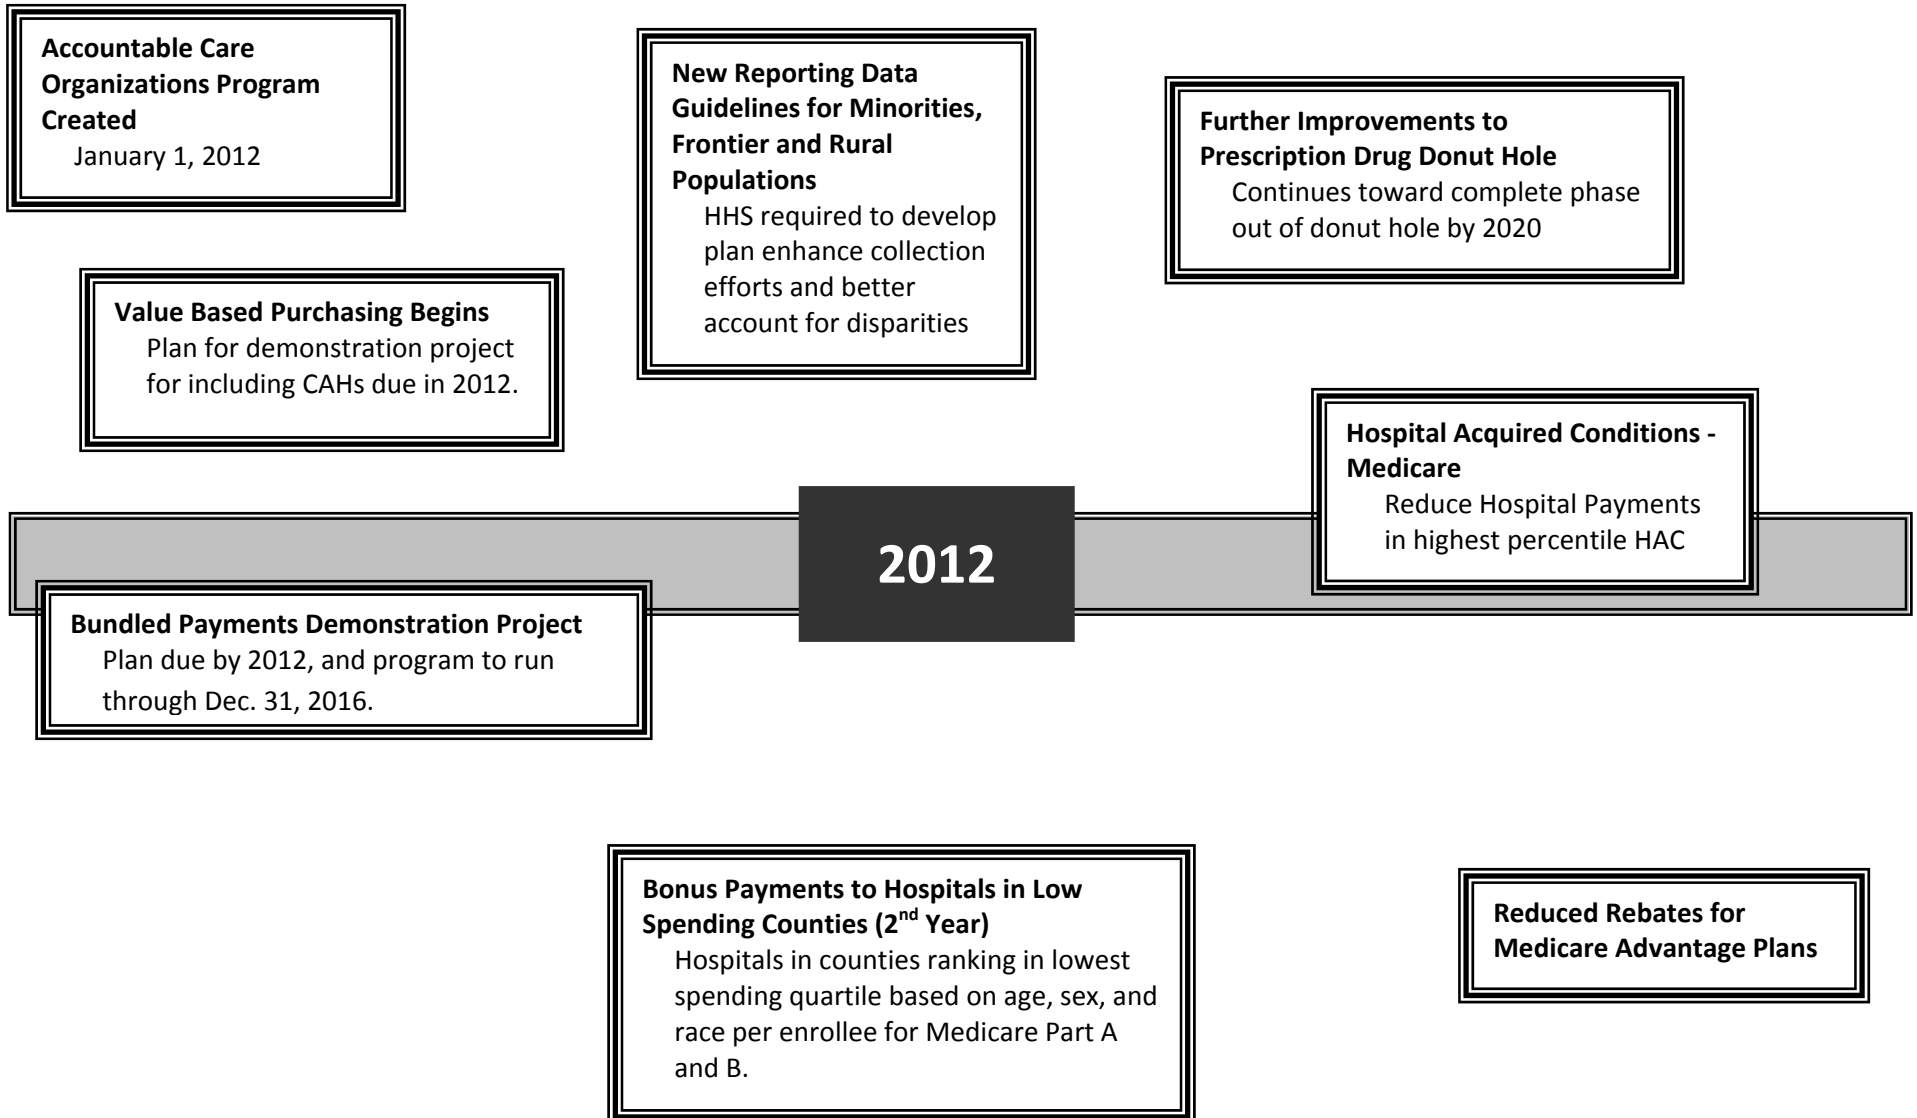 Accountable Care
Organizations Program
Created
January 1, 2012
New Reporting Data
Guidelines for Minorities,
Frontier and Rural
Populations
HHS required to develop
plan enhance collection
efforts and better
account for disparities
Further Improvements to
Prescription Drug Donut Hole
Continues toward complete phase
out of donut hole by 2020
Value Based Purchasing Begins
Plan for demonstration project
for including CAHs due in 2012.
Hospital Acquired Conditions -
Medicare
Reduce Hospital Payments
in highest percentile HAC
2012
Bundled Payments Demonstration Project
Plan due by 2012, and program to run
through Dec. 31, 2016.
Bonus Payments to Hospitals in Low
Spending Counties (2nd Year)
Hospitals in counties ranking in lowest
spending quartile based on age, sex, and
race per enrollee for Medicare Part A
and B.
Reduced Rebates for
Medicare Advantage Plans